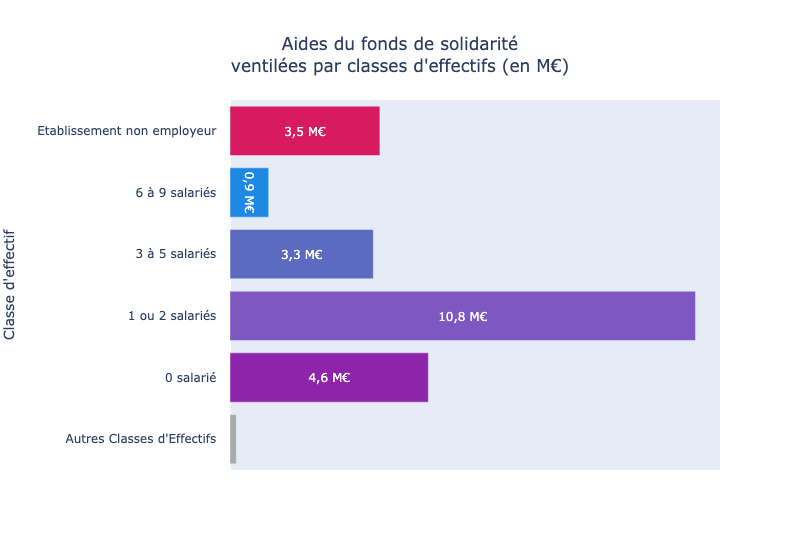 Aides du fonds de solidarité
ventilées par classes d'effectifs (en M€)
Classe d'effectif
Etablissement non employeur
3,5 M€
6 à 9 salariés
0,9 M€
3 à 5 salariés
3,3 M€
1 ou 2 salariés
10,8 M€
0 salarié
4,6 M€
Autres Classes d'Effectifs